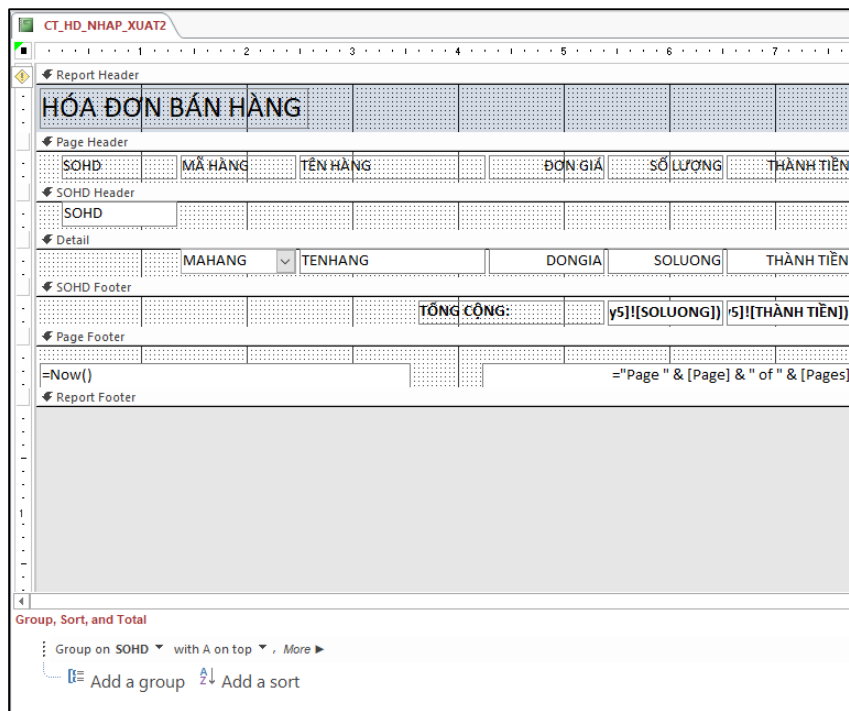 CT_HD_NHAP_XUAT2
1 2 3 4 5 6 7
Report Header
HÓA ĐƠN BÁN HÀNG
Page Header
SOHD MÃ HÀNG TÊN HÀNG ĐƠN GIÁ SỐ LƯỢNG THÀNH TIỀN
SOHD Header
SOHD
Detail
MAHANG TENHANG DONGIA SOLUONG THÀNH TIỀN
SOHD Footer
TỔNG CỘNG: y5]![SOLUONG]) y5]![THÀNH TIỀN])
Page Footer
=Now() ="Page " & [Page] & " of " & [Pages]
Report Footer
1
Group, Sort, and Total
Group on SOHD with A on top , More
Add a group Add a sort